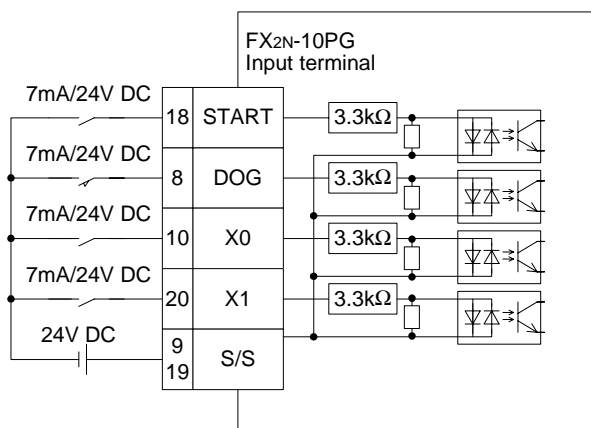 FX2N-10PG
Input terminal
7mA/24V DC
18 START 3.3kΩ
7mA/24V DC
8 DOG 3.3kΩ
7mA/24V DC
10 X0 3.3kΩ
7mA/24V DC
20 X1 3.3kΩ
24V DC
9
19
S/S